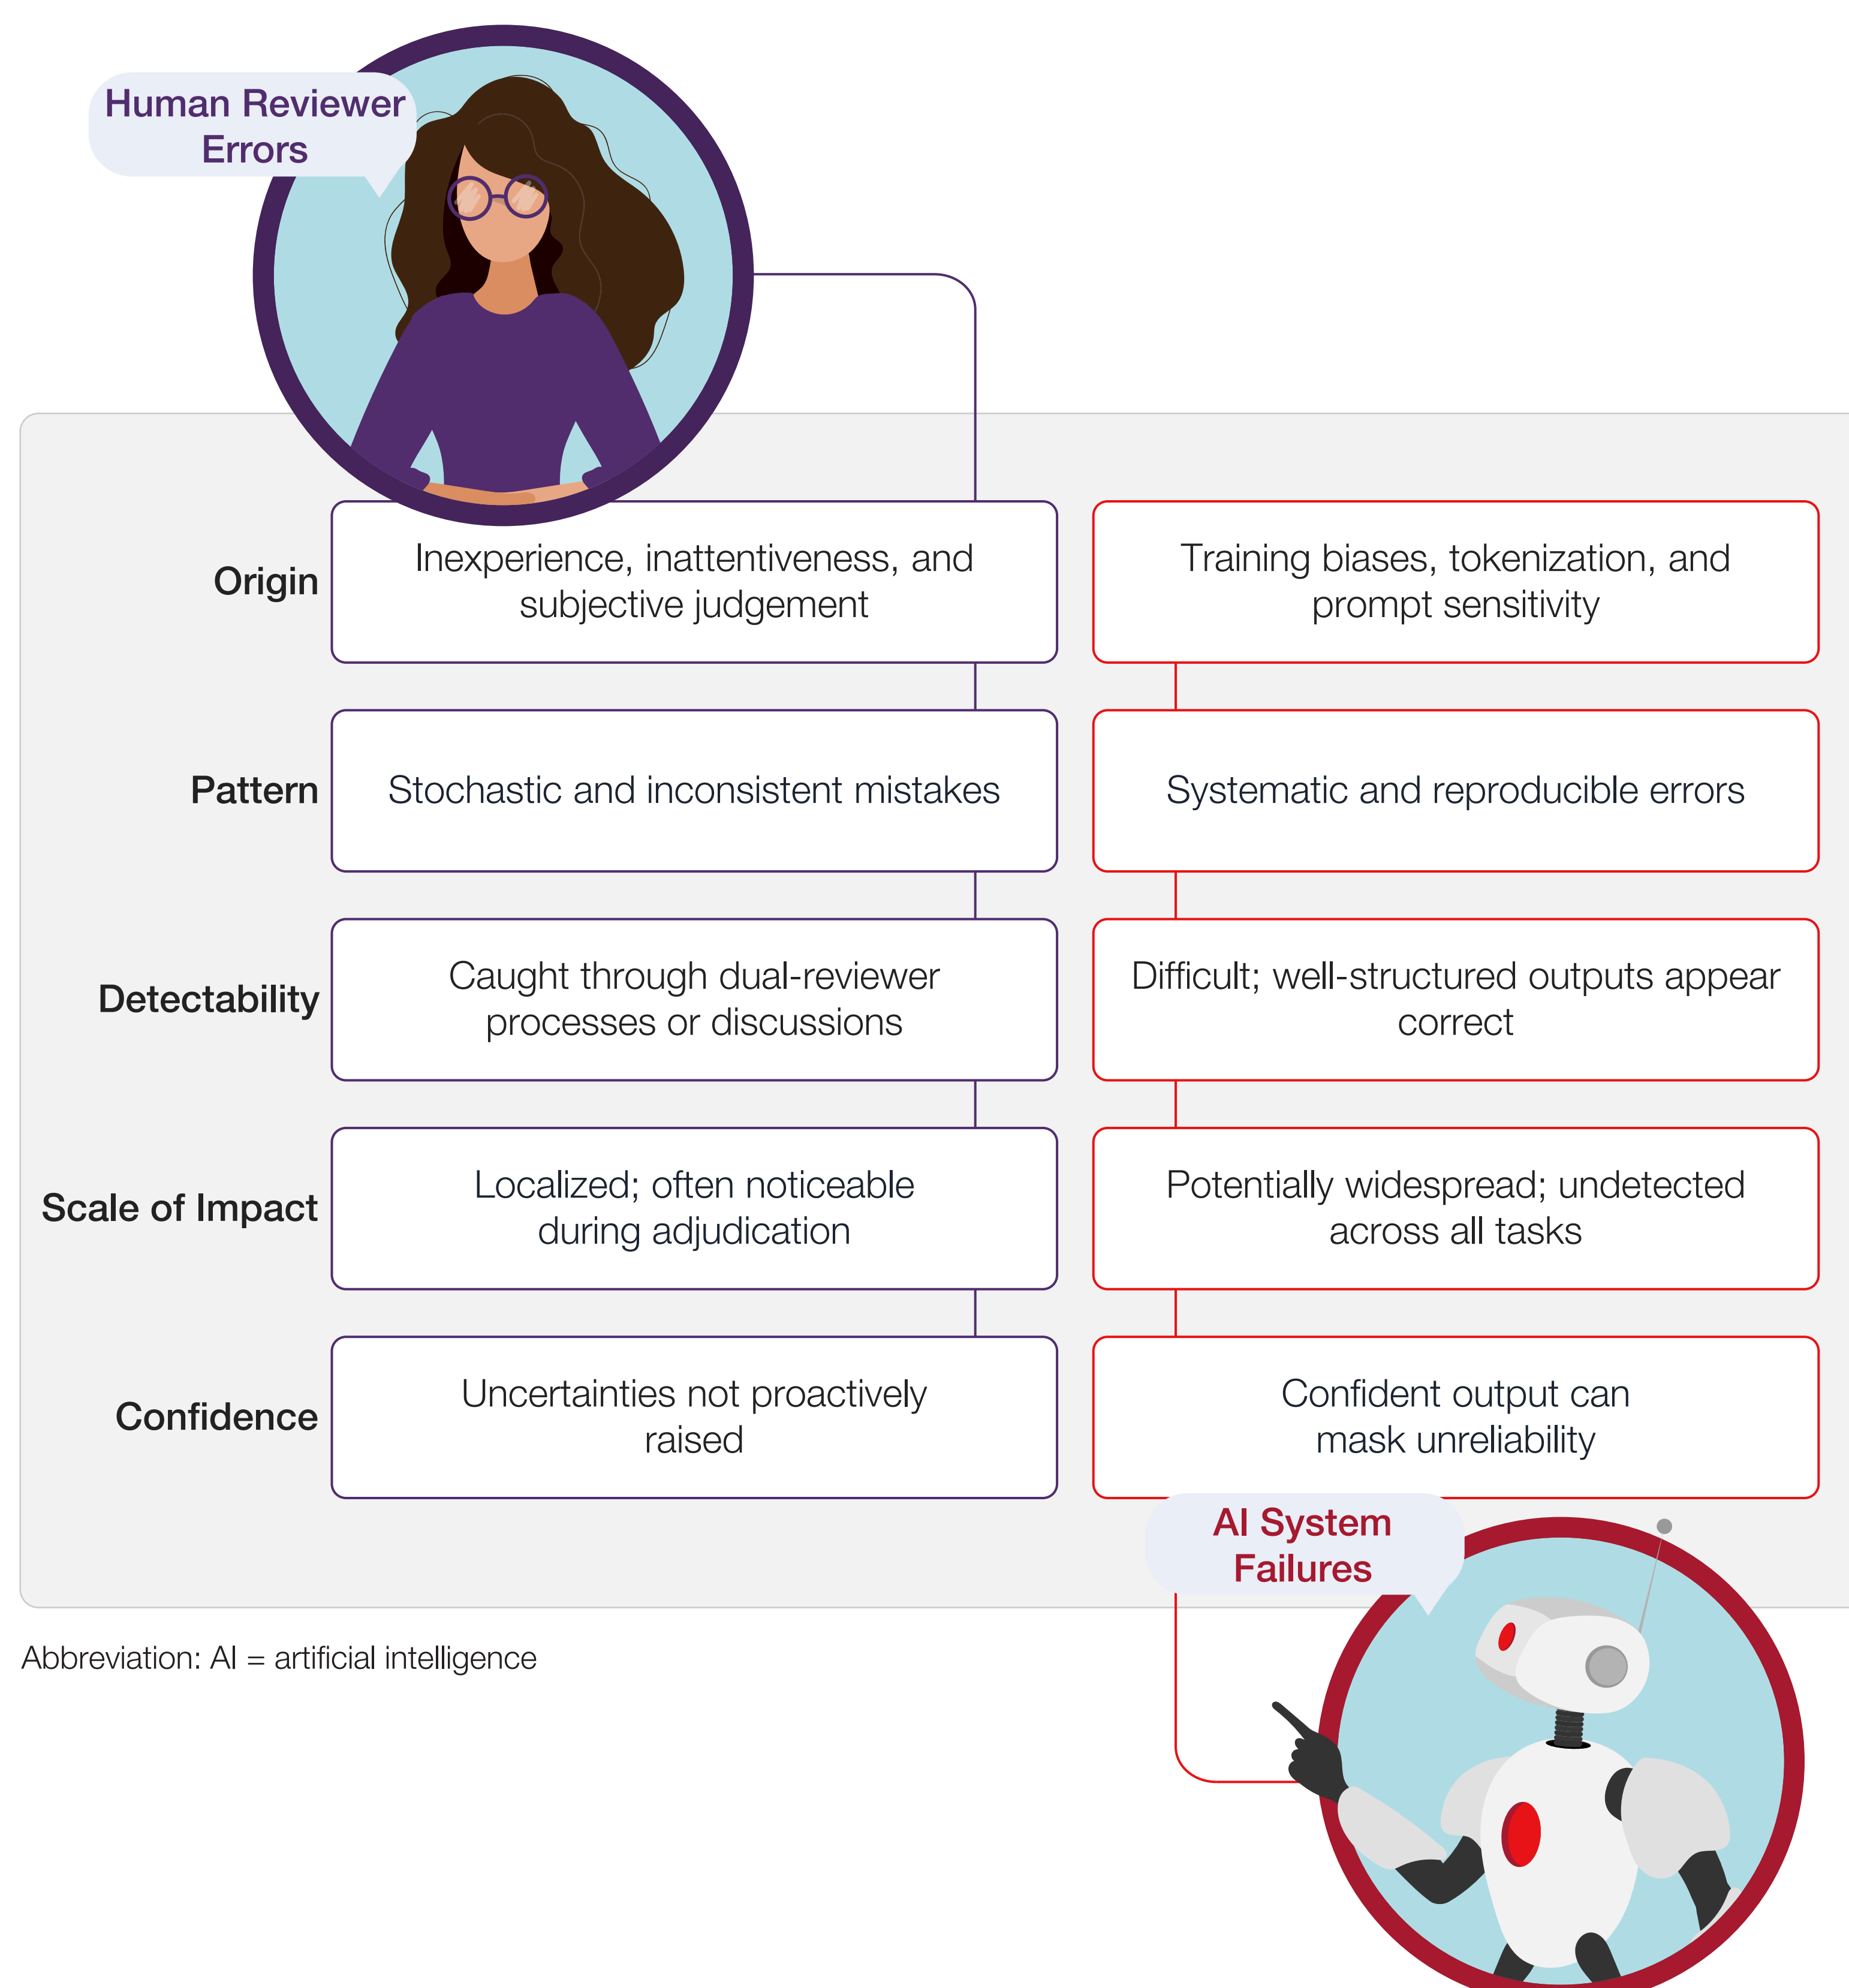 Human Reviewer
Errors
Origin
Inexperience, inattentiveness, and
subjective judgement
Training biases, tokenization, and
prompt sensitivity
Pattern
Stochastic and inconsistent mistakes
Systematic and reproducible errors
Detectability
Caught through dual-reviewer
processes or discussions
Difficult; well-structured outputs appear
correct
Scale of Impact
Localized; often noticeable
during adjudication
Potentially widespread; undetected
across all tasks
Confidence
Uncertainties not proactively
raised
Confident output can
mask unreliability
AI System
Failures
Abbreviation: AI = artificial intelligence